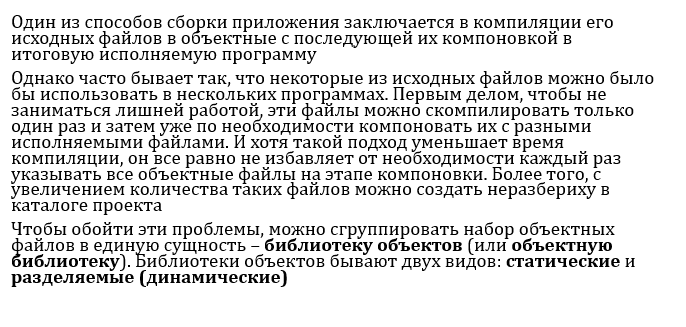 Один из способов сборки приложения заключается в компиляции его
исходных файлов в объектные с последующей их компоновкой в
итоговую исполняемую программу
Однако часто бывает так, что некоторые из исходных файлов можно было
бы использовать в нескольких программах. Первым делом, чтобы не
заниматься лишней работой, эти файлы можно скомпилировать только
один раз и затем уже по необходимости компоновать их с разными
исполняемыми файлами. И хотя такой подход уменьшает время
компиляции, он все равно не избавляет от необходимости каждый раз
указывать все объектные файлы на этапе компоновки. Более того, с
увеличением количества таких файлов можно создать неразбериху в
каталоге проекта
Чтобы обойти эти проблемы, можно сгруппировать набор объектных
файлов в единую сущность – библиотеку объектов (или объектную
библиотеку). Библиотеки объектов бывают двух видов: статические и
разделяемые (динамические)